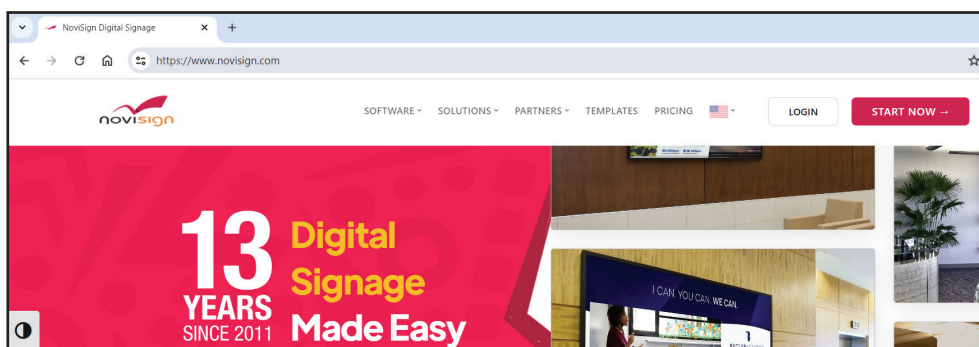 NoviSign Digital Signage
https://www.novisign.com
novisign
SOFTWARE SOLUTIONS PARTNERS TEMPLATES PRICING LOGIN START NOW →
13
YEARS
SINCE 2011
Digital
Signage
Made Easy
I CAN. YOU CAN. WE CAN.